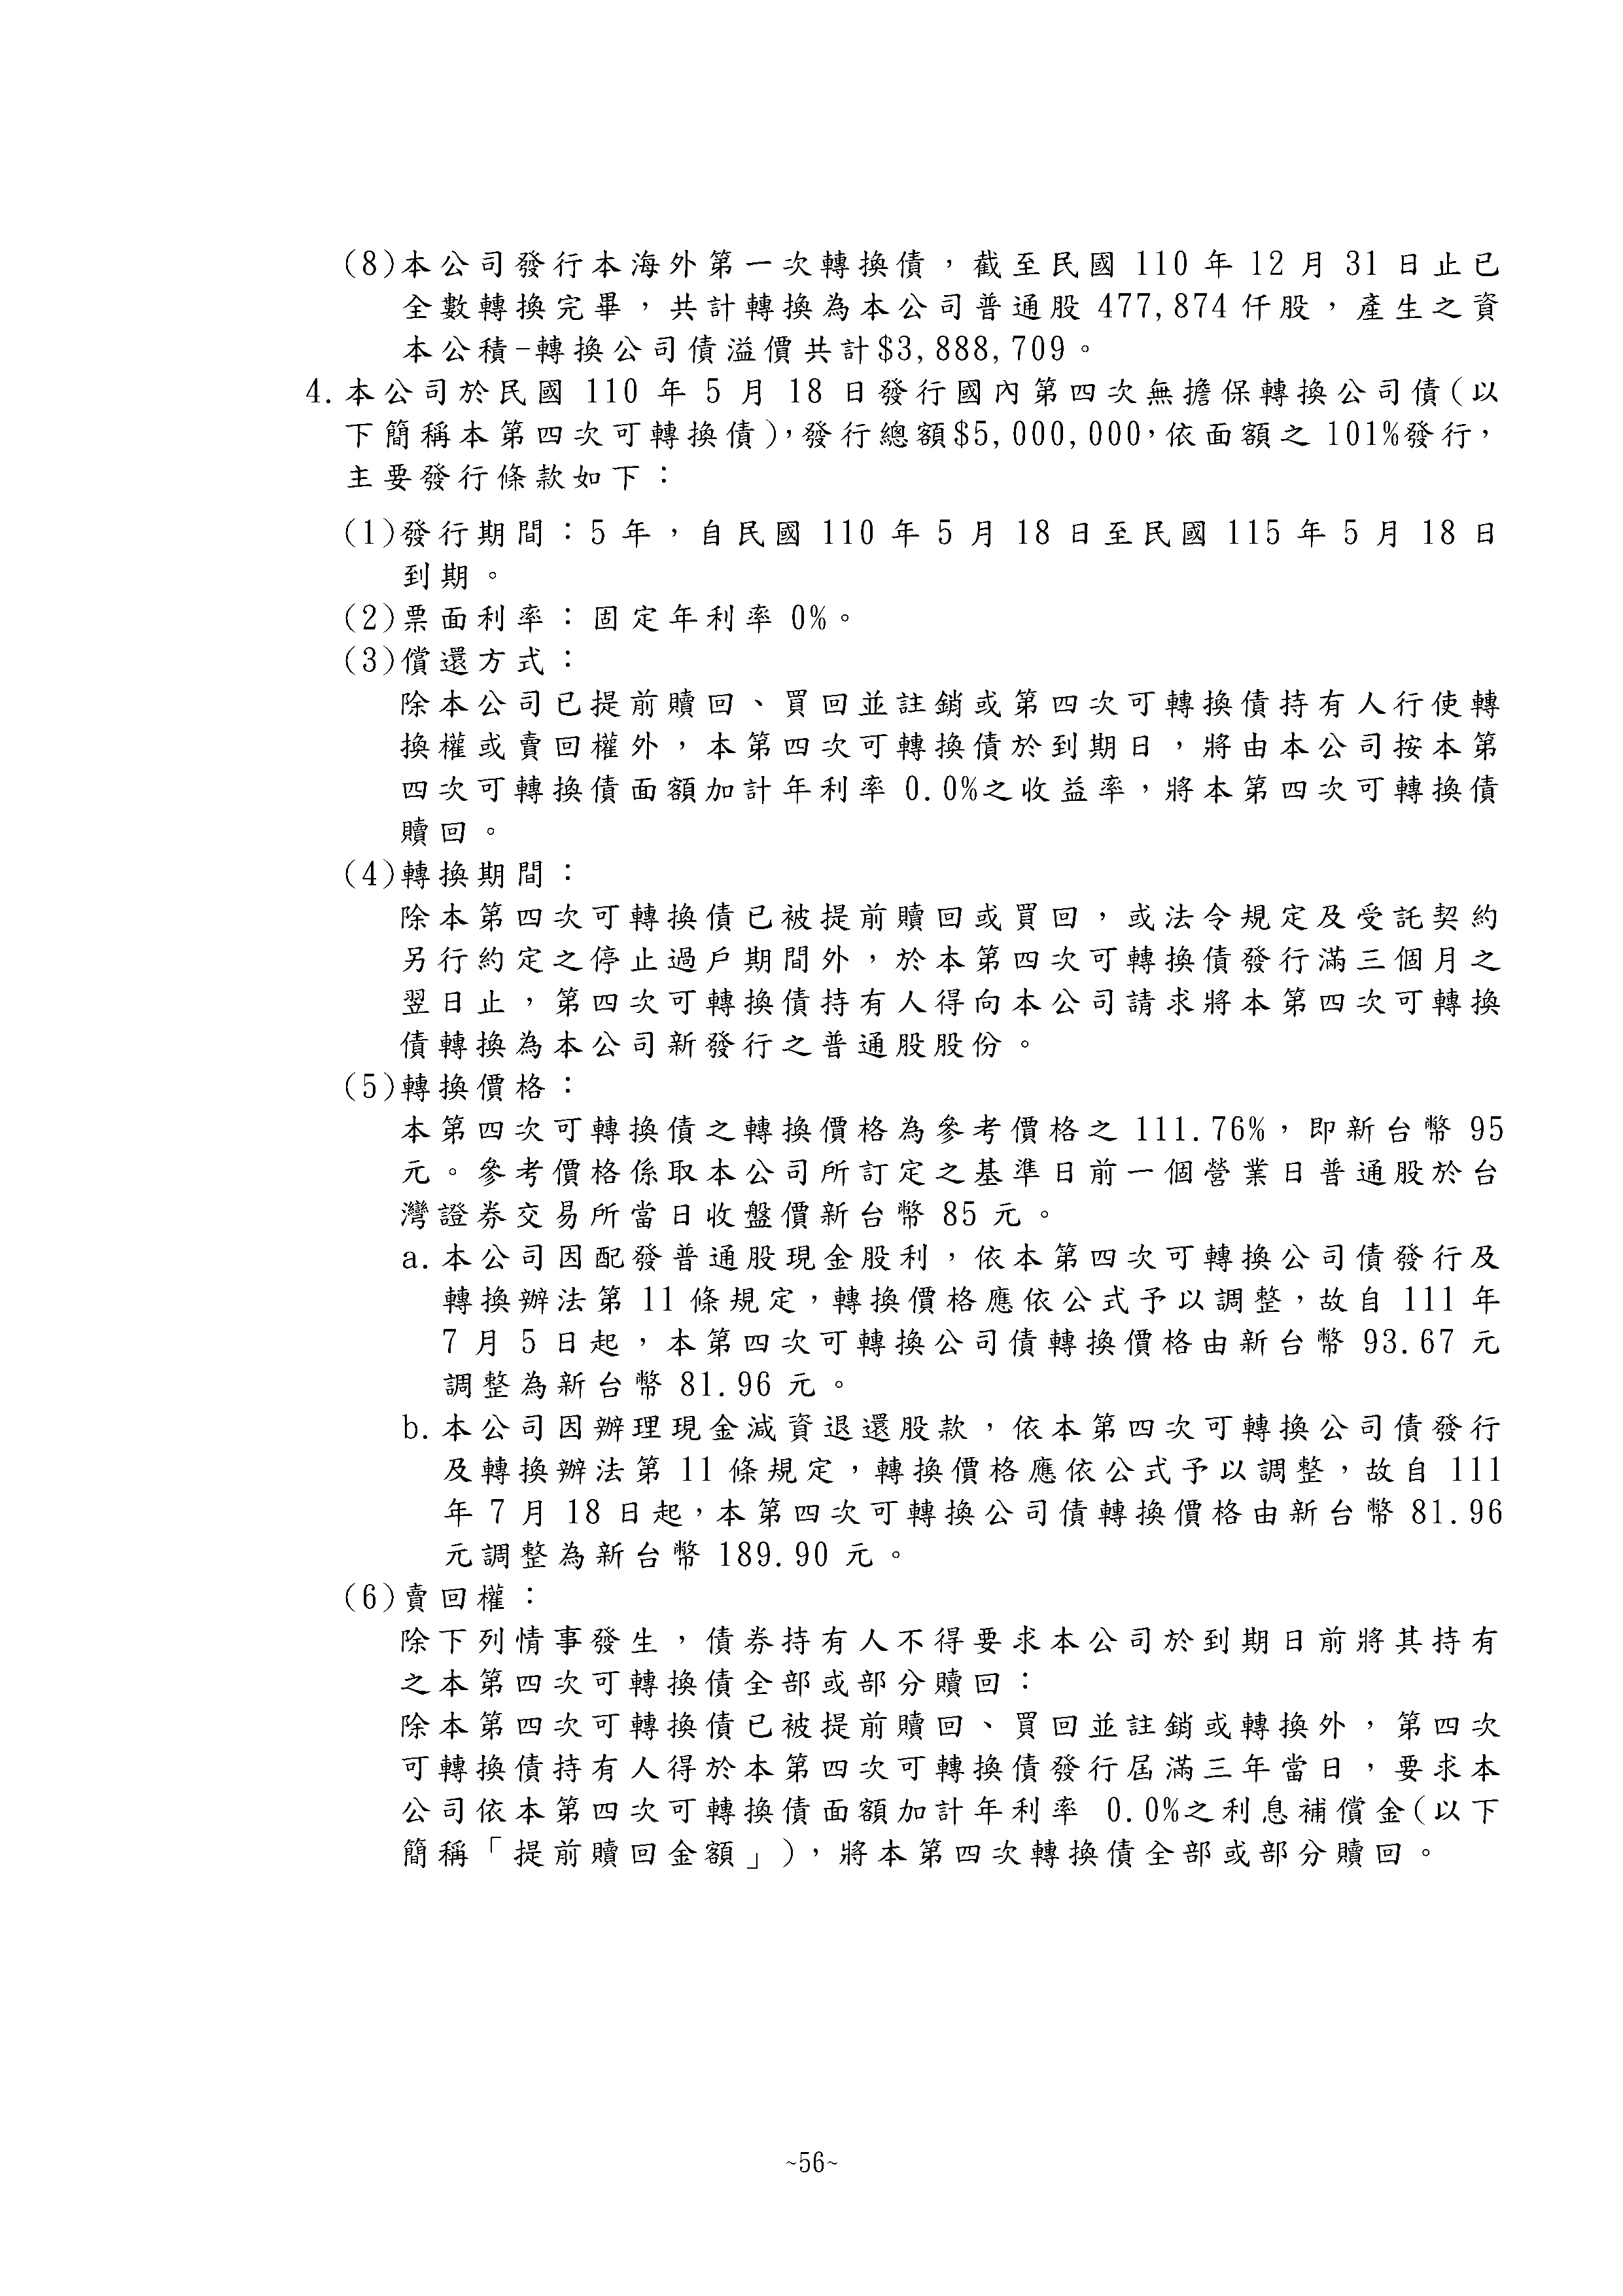 (8)本公司發行本海外第一次轉換債，截至民國 110 年 12 月 31 日止已
全數轉換完畢，共計轉換為本公司普通股 477,874 仟股，產生之資
本公積-轉換公司債溢價共計$3,888,709。
4.本公司於民國 110 年 5 月 18 日發行國內第四次無擔保轉換公司債(以
下簡稱本第四次可轉換債)，發行總額$5,000,000，依面額之 101%發行，
主要發行條款如下：
(1)發行期間：5 年，自民國 110 年 5 月 18 日至民國 115 年 5 月 18 日
到期。
(2)票面利率：固定年利率 0%。
(3)償還方式：
除本公司已提前贖回、買回並註銷或第四次可轉換債持有人行使轉
換權或賣回權外，本第四次可轉換債於到期日，將由本公司按本第
四次可轉換債面額加計年利率 0.0%之收益率，將本第四次可轉換債
贖回。
(4)轉換期間：
除本第四次可轉換債已被提前贖回或買回，或法令規定及受託契約
另行約定之停止過戶期間外，於本第四次可轉換債發行滿三個月之
翌日止，第四次可轉換債持有人得向本公司請求將本第四次可轉換
債轉換為本公司新發行之普通股股份。
(5)轉換價格：
本第四次可轉換債之轉換價格為參考價格之 111.76%，即新台幣 95
元。參考價格係取本公司所訂定之基準日前一個營業日普通股於台
灣證券交易所當日收盤價新台幣 85 元。
a.本公司因配發普通股現金股利，依本第四次可轉換公司債發行及
轉換辦法第 11 條規定，轉換價格應依公式予以調整，故自 111 年
7 月 5 日起，本第四次可轉換公司債轉換價格由新台幣 93.67 元
調整為新台幣 81.96 元。
b.本公司因辦理現金減資退還股款，依本第四次可轉換公司債發行
及轉換辦法第 11 條規定，轉換價格應依公式予以調整，故自 111
年 7 月 18 日起，本第四次可轉換公司債轉換價格由新台幣 81.96
元調整為新台幣 189.90 元。
(6)賣回權：
除下列情事發生，債券持有人不得要求本公司於到期日前將其持有
之本第四次可轉換債全部或部分贖回：
除本第四次可轉換債已被提前贖回、買回並註銷或轉換外，第四次
可轉換債持有人得於本第四次可轉換債發行屆滿三年當日，要求本
公司依本第四次可轉換債面額加計年利率 0.0%之利息補償金(以下
簡稱「提前贖回金額」)，將本第四次轉換債全部或部分贖回。
~56~